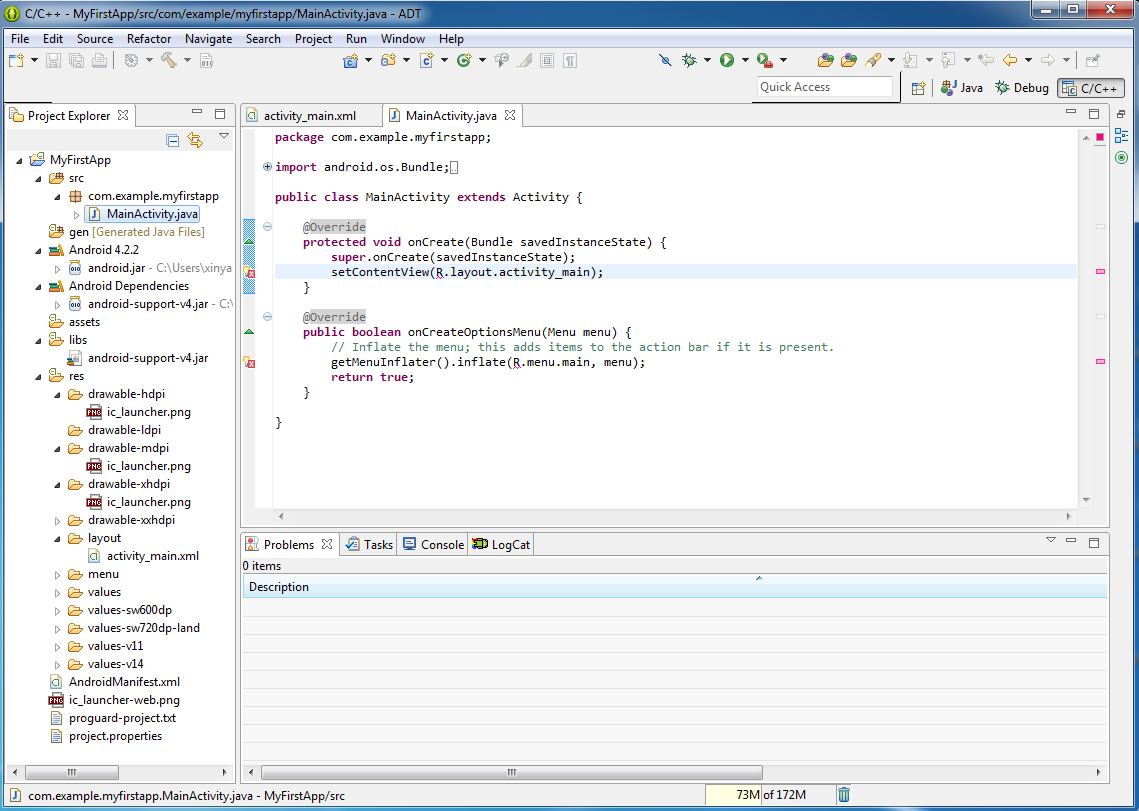 C/C++ - MyFirstApp/src/com/example/myfirstapp/MainActivity.java - ADT
File Edit Source Refactor Navigate Search Project Run Window Help
Quick Access
Java
Debug
C/C++
Project Explorer
MyFirstApp
src
com.example.myfirstapp
MainActivity.java
gen [Generated Java Files]
Android 4.2.2
android.jar - C:\Users\xinya
Android Dependencies
android-support-v4.jar - C:\
assets
libs
android-support-v4.jar
res
drawable-hdpi
ic_launcher.png
drawable-ldpi
drawable-mdpi
ic_launcher.png
drawable-xhdpi
ic_launcher.png
drawable-xxhdpi
layout
activity_main.xml
menu
values
values-sw600dp
values-sw720dp-land
values-v11
values-v14
AndroidManifest.xml
ic_launcher-web.png
proguard-project.txt
project.properties
activity_main.xml
MainActivity.java
package com.example.myfirstapp;
import android.os.Bundle;
public class MainActivity extends Activity {
@Override
protected void onCreate(Bundle savedInstanceState) {
super.onCreate(savedInstanceState);
setContentView(R.layout.activity_main);
}
@Override
public boolean onCreateOptionsMenu(Menu menu) {
// Inflate the menu; this adds items to the action bar if it is present.
getMenuInflater().inflate(R.menu.main, menu);
return true;
}
}
Problems
Tasks
Console
LogCat
0 items
Description
com.example.myfirstapp.MainActivity.java - MyFirstApp/src
73M of 172M